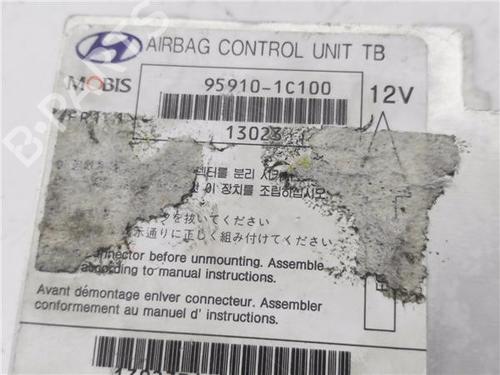 AIRBAG CONTROL UNIT TB
MOBIS
95910-1C100
12V
13023
를 분리 시
이 장치를 조립하십시오
を抜いてください
示通りに正しく組み付けてください
connector before unmounting. Assemble
according to manual instructions.
Avant démontage enlver connecteur. Assembler
conformement au manuel d' instructions.
B-PARTS